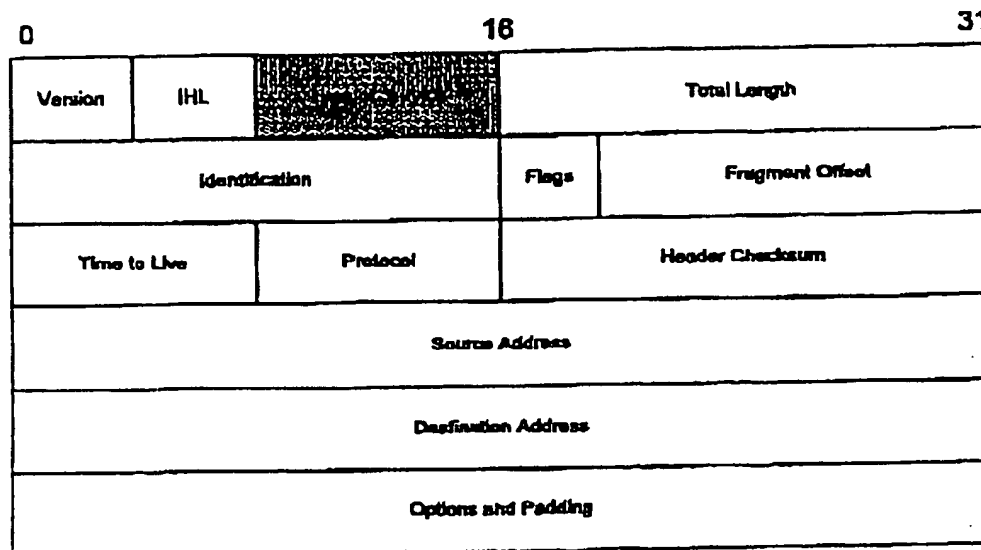 0 16 31
Version IHL Total Length
Identification Flags Fragment Offset
Time to Live Protocol Header Checksum
Source Address
Destination Address
Options and Padding